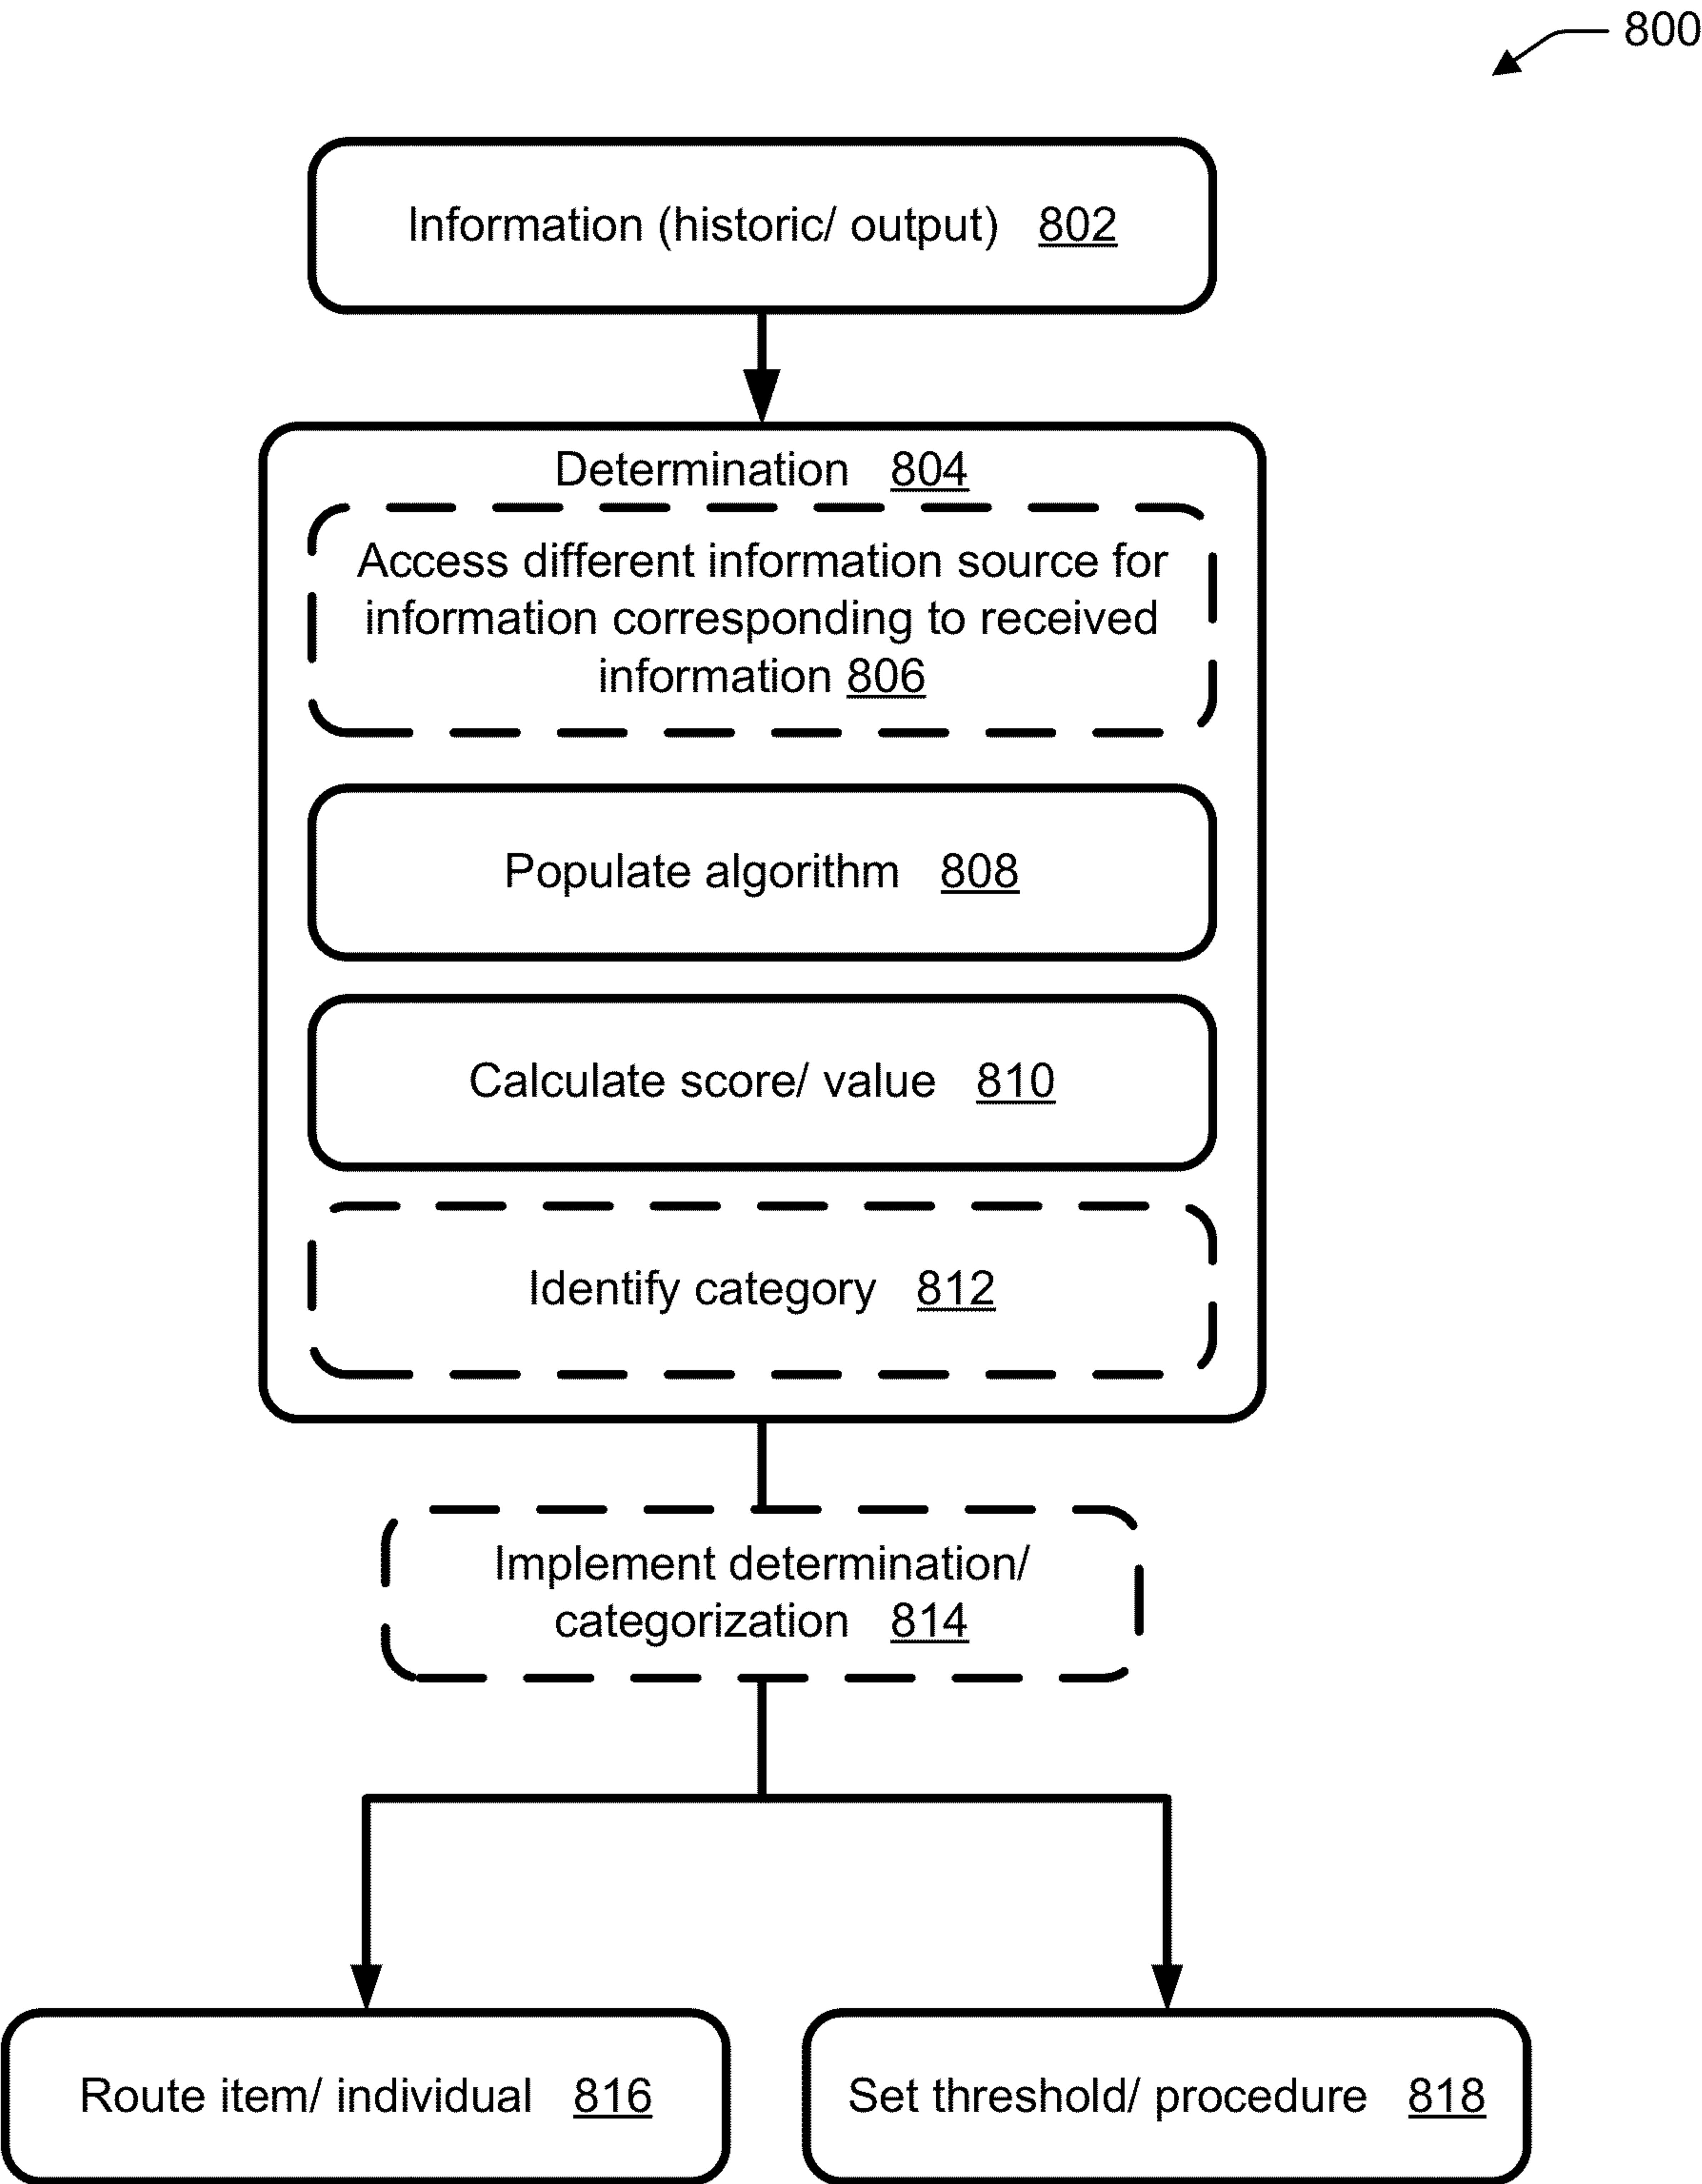 800
Information (historic/ output) 802
Determination 804
Access different information source for
information corresponding to received
information 806
Populate algorithm 808
Calculate score/ value 810
Identify category 812
Implement determination/
categorization 814
Route item/ individual 816
Set threshold/ procedure 818